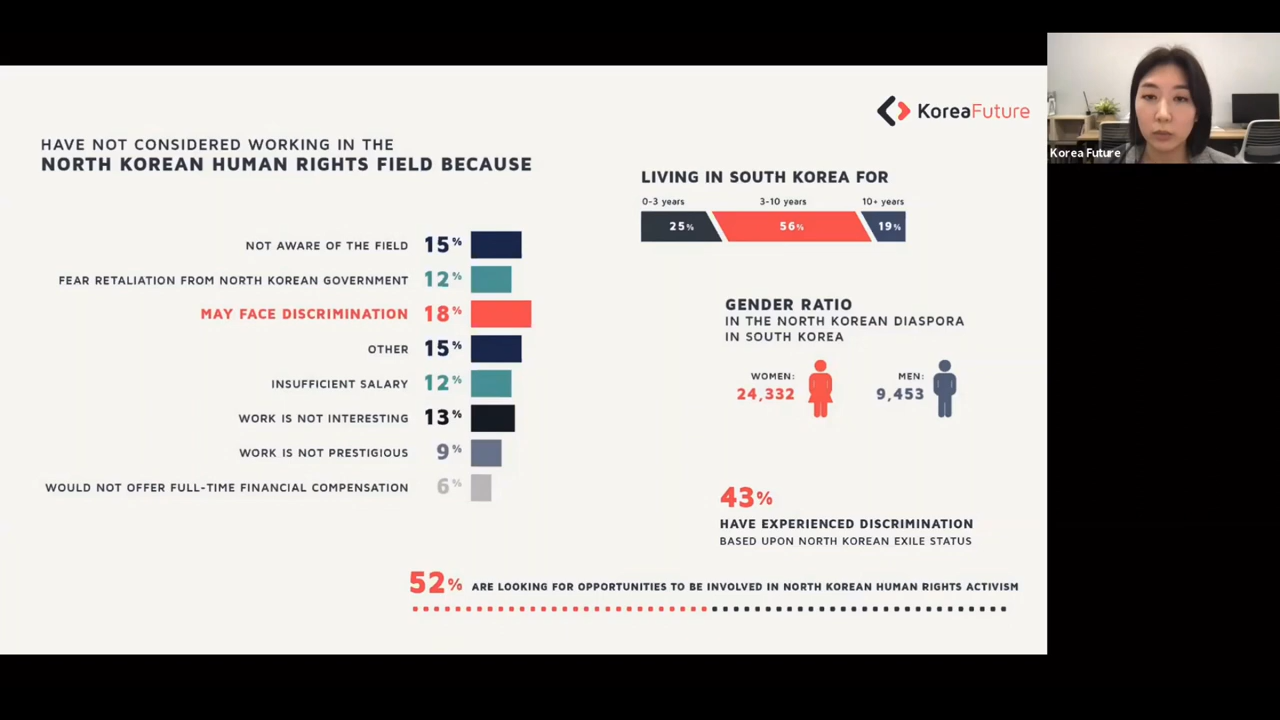 KoreaFuture
Korea Future
HAVE NOT CONSIDERED WORKING IN THE
NORTH KOREAN HUMAN RIGHTS FIELD BECAUSE
NOT AWARE OF THE FIELD 15%
FEAR RETALIATION FROM NORTH KOREAN GOVERNMENT 12%
MAY FACE DISCRIMINATION 18%
OTHER 15%
INSUFFICIENT SALARY 12%
WORK IS NOT INTERESTING 13%
WORK IS NOT PRESTIGIOUS 9%
WOULD NOT OFFER FULL-TIME FINANCIAL COMPENSATION 6%
LIVING IN SOUTH KOREA FOR
0-3 years 3-10 years 10+ years
25% 56% 19%
GENDER RATIO
IN THE NORTH KOREAN DIASPORA
IN SOUTH KOREA
WOMEN: MEN:
24,332 9,453
43%
HAVE EXPERIENCED DISCRIMINATION
BASED UPON NORTH KOREAN EXILE STATUS
52% ARE LOOKING FOR OPPORTUNITIES TO BE INVOLVED IN NORTH KOREAN HUMAN RIGHTS ACTIVISM